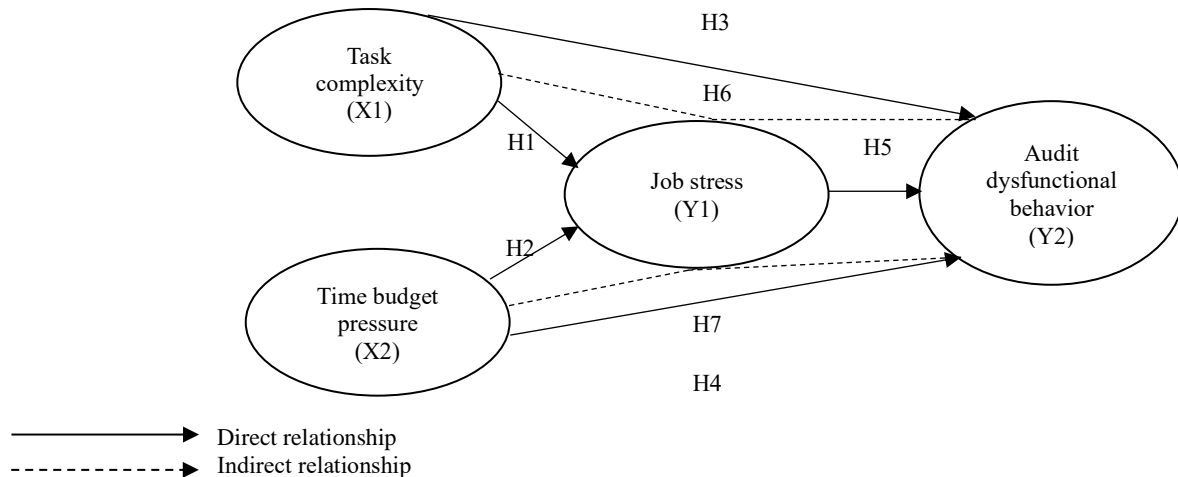 H3
Task
complexity
(X1)
H6
H1
H5
Job stress
(Y1)
Audit
dysfunctional
behavior
(Y2)
H2
Time budget
pressure
(X2)
H7
H4
Direct relationship
Indirect relationship